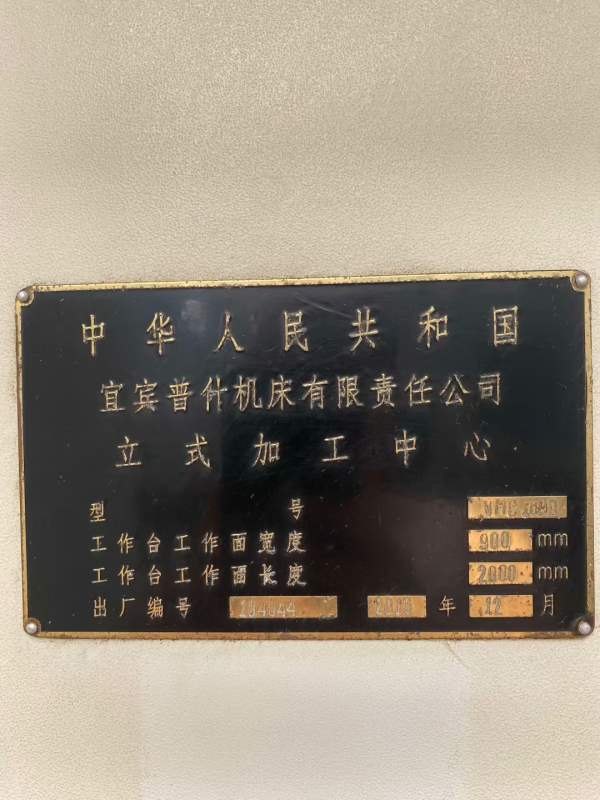 中华人民共和国
宜宾普什机床有限责任公司
立式加工中心
型号
工作台工作面宽度 900 mm
工作台工作面长度 2000 mm
出厂编号 年 12 月